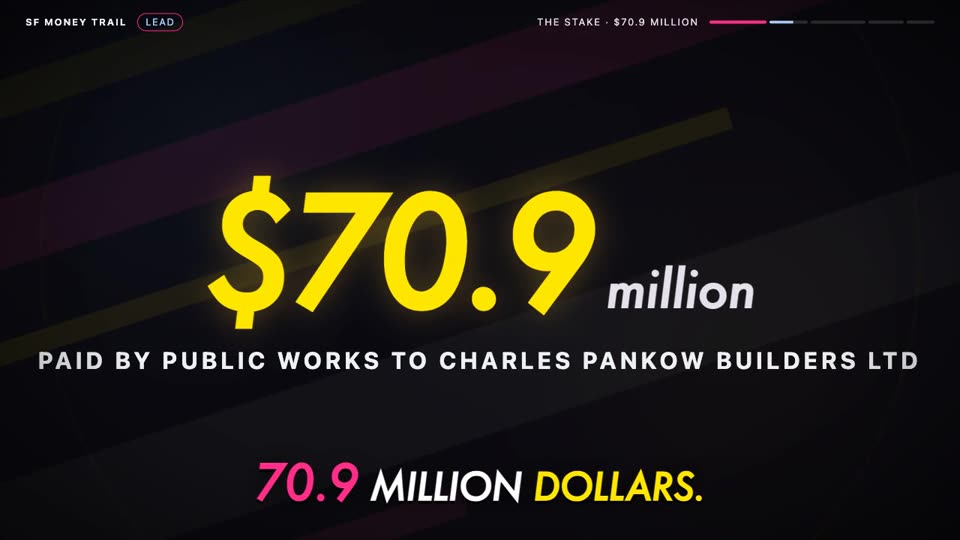 SF MONEY TRAIL LEAD
THE STAKE · $70.9 MILLION
$70.9 million
PAID BY PUBLIC WORKS TO CHARLES PANKOW BUILDERS LTD
70.9 MILLION DOLLARS.